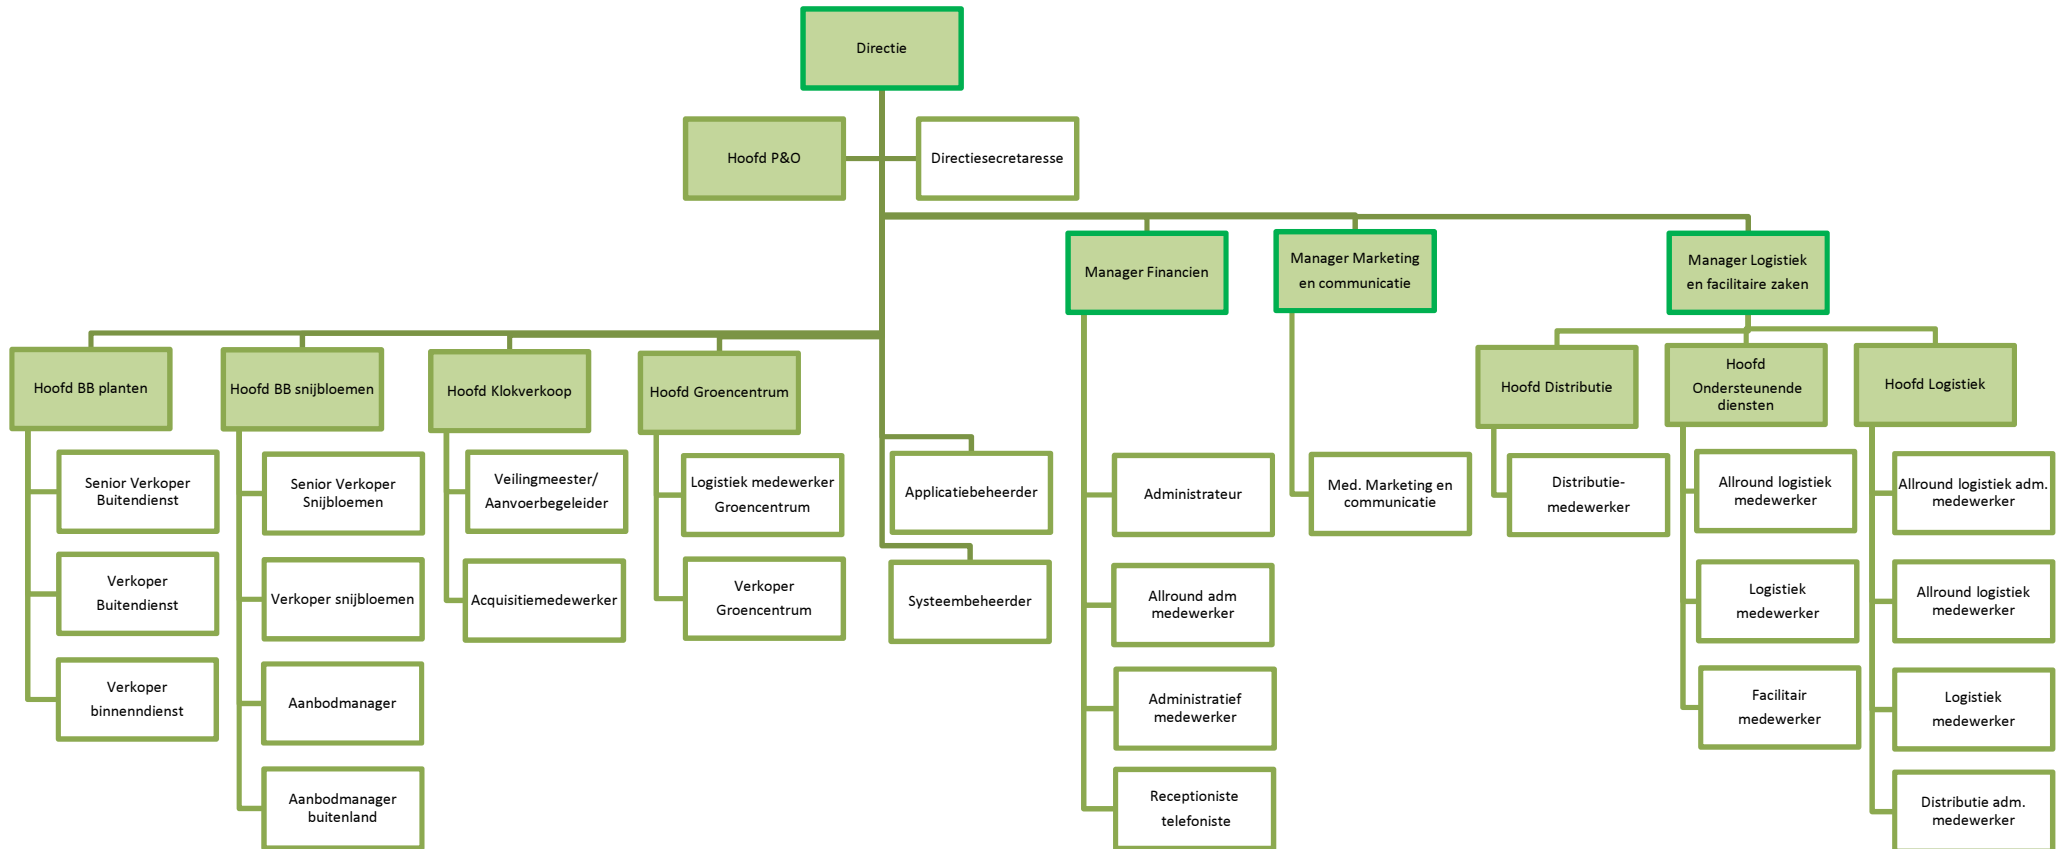 Directie
Hoofd P&O
Directiesecretaresse
Manager Financien
Manager Marketing
en communicatie
Manager Logistiek
en facilitaire zaken
Hoofd BB planten
Hoofd BB snijbloemen
Hoofd Klokverkoop
Hoofd Groencentrum
Hoofd Distributie
Hoofd
Ondersteunende
diensten
Hoofd Logistiek
Senior Verkoper
Buitendienst
Senior Verkoper
Snijbloemen
Veilingmeester/
Aanvoerbegeleider
Logistiek medewerker
Groencentrum
Applicatiebeheerder
Administrateur
Med. Marketing en
communicatie
Distributie-
medewerker
Allround logistiek
medewerker
Allround logistiek adm.
medewerker
Verkoper
Buitendienst
Verkoper snijbloemen
Acquisitiemedewerker
Verkoper
Groencentrum
Systeembeheerder
Allround adm
medewerker
Logistiek
medewerker
Allround logistiek
medewerker
Verkoper
binnenndienst
Aanbodmanager
Administratief
medewerker
Facilitair
medewerker
Logistiek
medewerker
Aanbodmanager
buitenland
Receptioniste
telefoniste
Distributie adm.
medewerker